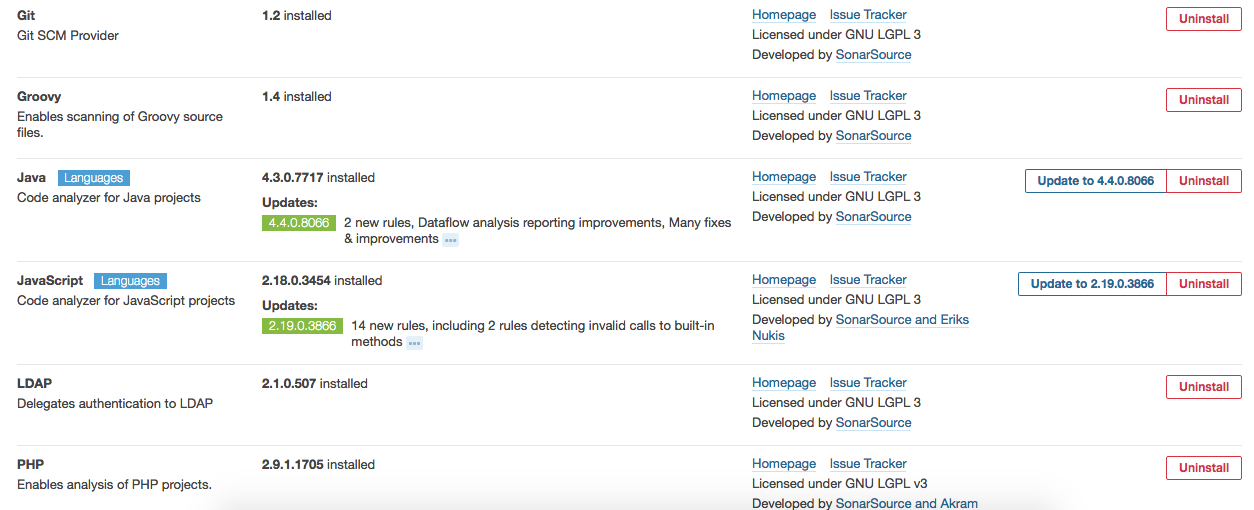 Git
1.2 installed
Homepage Issue Tracker
Uninstall
Git SCM Provider
Licensed under GNU LGPL 3
Developed by SonarSource
Groovy
1.4 installed
Homepage Issue Tracker
Uninstall
Enables scanning of Groovy source
files.
Licensed under GNU LGPL 3
Developed by SonarSource
Java Languages
4.3.0.7717 installed
Homepage Issue Tracker
Update to 4.4.0.8066 Uninstall
Code analyzer for Java projects
Updates:
4.4.0.8066 2 new rules, Dataflow analysis reporting improvements, Many fixes
& improvements ...
Licensed under GNU LGPL 3
Developed by SonarSource
JavaScript Languages
2.18.0.3454 installed
Homepage Issue Tracker
Update to 2.19.0.3866 Uninstall
Code analyzer for JavaScript projects
Updates:
2.19.0.3866 14 new rules, including 2 rules detecting invalid calls to built-in
methods ...
Licensed under GNU LGPL 3
Developed by SonarSource and Eriks
Nukis
LDAP
2.1.0.507 installed
Homepage Issue Tracker
Uninstall
Delegates authentication to LDAP
Licensed under GNU LGPL 3
Developed by SonarSource
PHP
2.9.1.1705 installed
Homepage Issue Tracker
Uninstall
Enables analysis of PHP projects.
Licensed under GNU LGPL v3
Developed by SonarSource and Akram